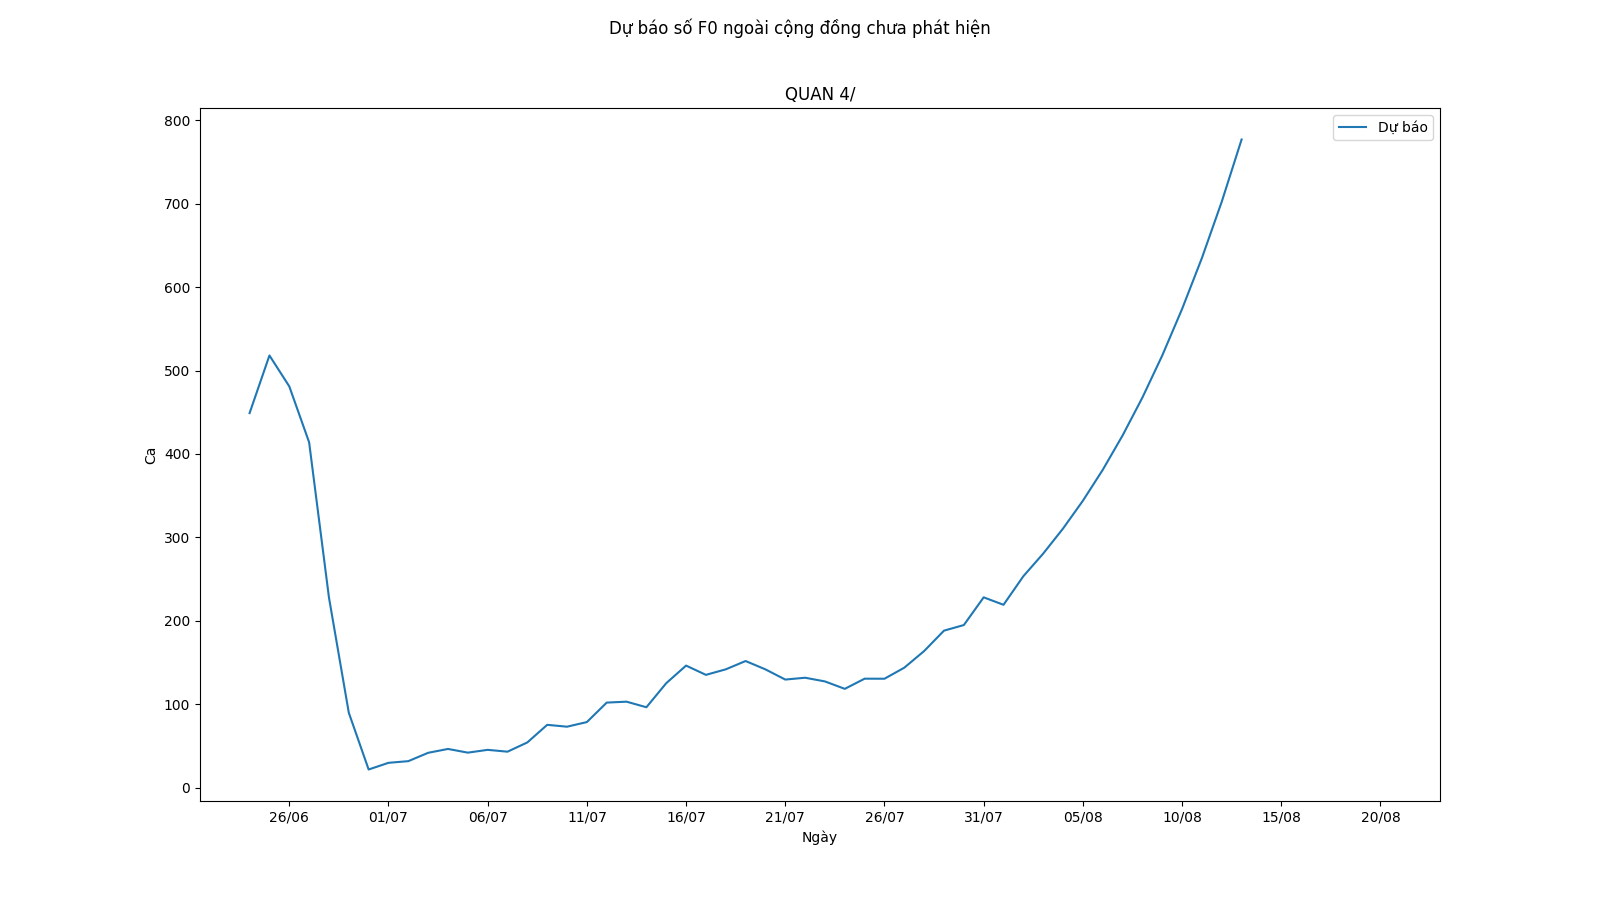 Dự báo số F0 ngoài cộng đồng chưa phát hiện
QUAN 4/
Dự báo
800
700
600
500
400
300
200
100
0
Ca
26/06 01/07 06/07 11/07 16/07 21/07 26/07 31/07 05/08 10/08 15/08 20/08
Ngày